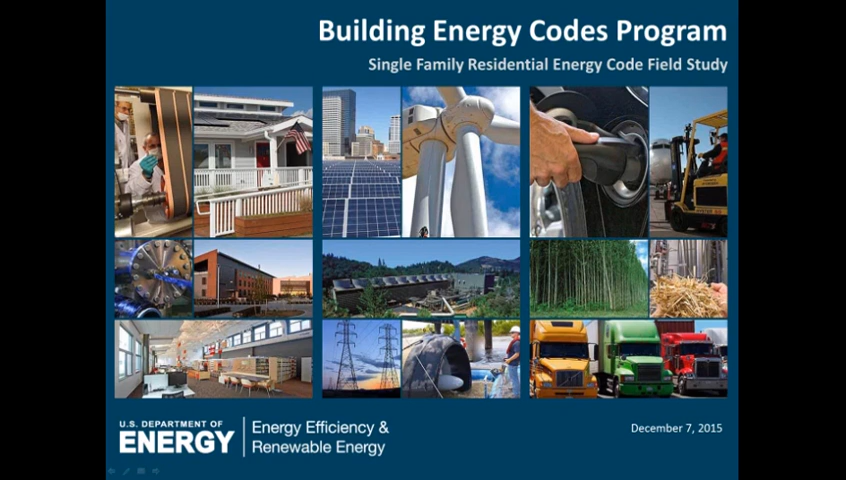 Building Energy Codes Program
Single Family Residential Energy Code Field Study
U.S. DEPARTMENT OF
ENERGY
Energy Efficiency &
Renewable Energy
December 7, 2015